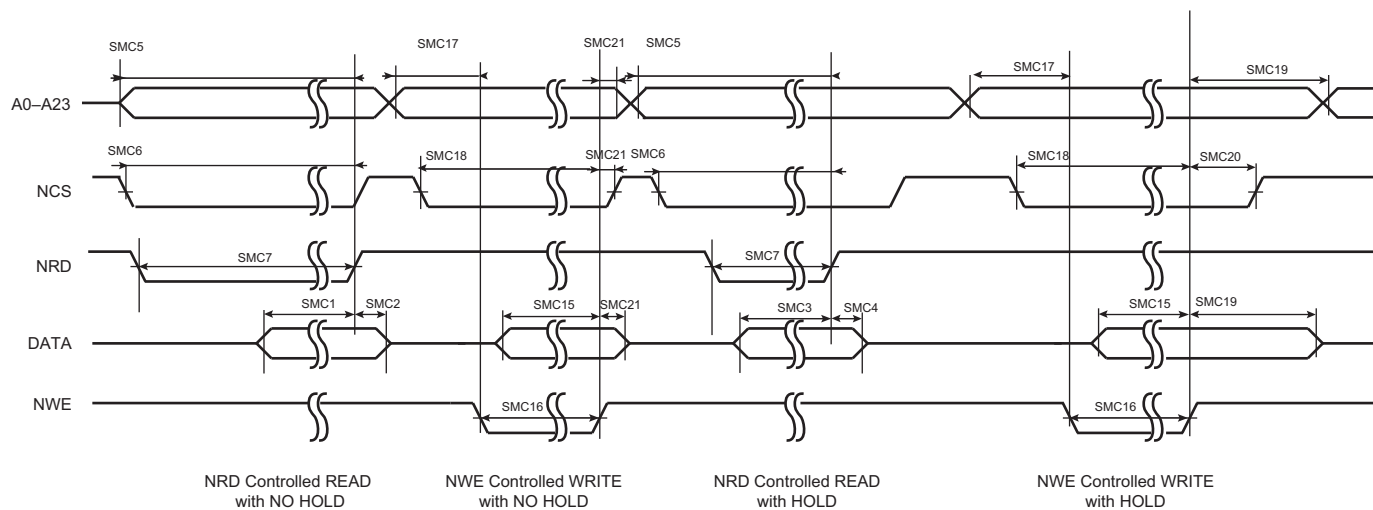 SMC5
SMC17
SMC21
SMC5
SMC17
SMC19
A0–A23
SMC6
SMC18
SMC21
SMC6
SMC18
SMC20
NCS
NRD
SMC7
SMC7
SMC1
SMC2
SMC15
SMC21
SMC3
SMC4
SMC15
SMC19
DATA
NWE
SMC16
SMC16
NRD Controlled READ
with NO HOLD
NWE Controlled WRITE
with NO HOLD
NRD Controlled READ
with HOLD
NWE Controlled WRITE
with HOLD